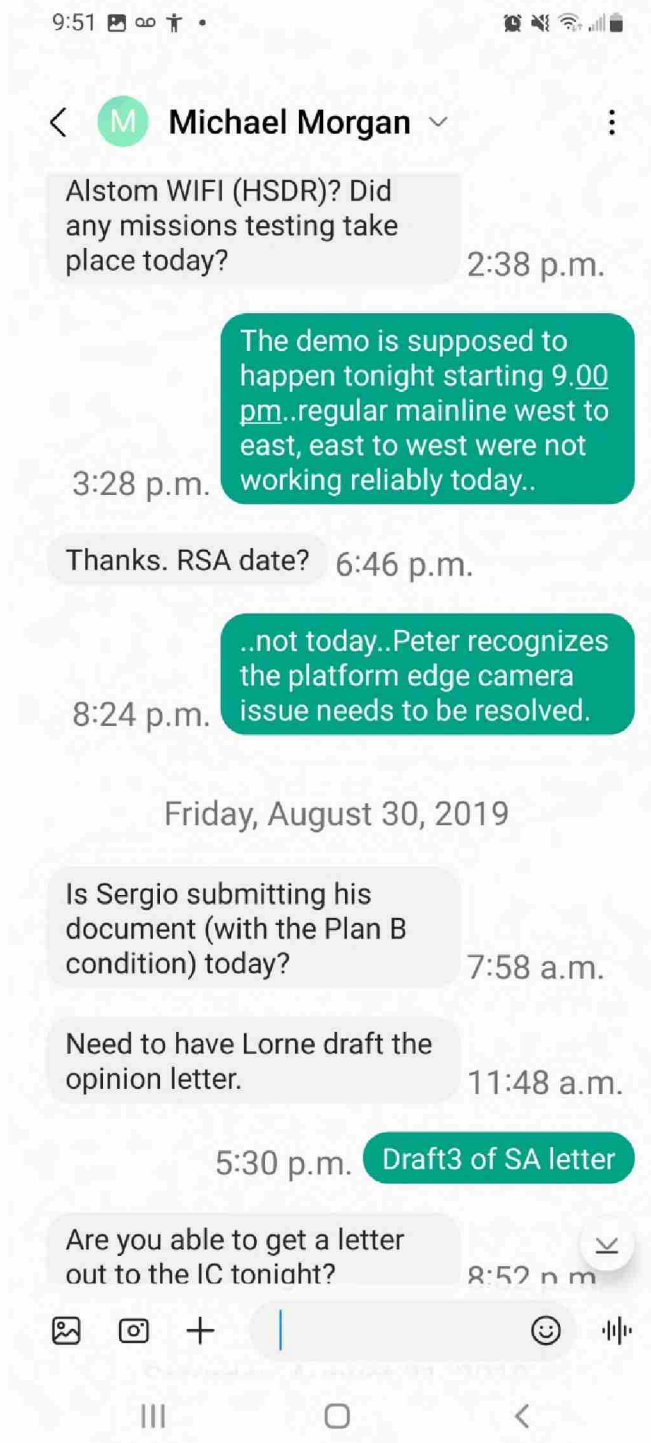 9:51
M
Michael Morgan
Alstom WIFI (HSDR)? Did
any missions testing take
place today?
2:38 p.m.
The demo is supposed to
happen tonight starting 9.00
pm..regular mainline west to
east, east to west were not
working reliably today..
3:28 p.m.
Thanks. RSA date?
6:46 p.m.
..not today..Peter recognizes
the platform edge camera
issue needs to be resolved.
8:24 p.m.
Friday, August 30, 2019
Is Sergio submitting his
document (with the Plan B
condition) today?
7:58 a.m.
Need to have Lorne draft the
opinion letter.
11:48 a.m.
5:30 p.m.
Draft3 of SA letter
Are you able to get a letter
out to the IC tonight?
8:52 p.m.